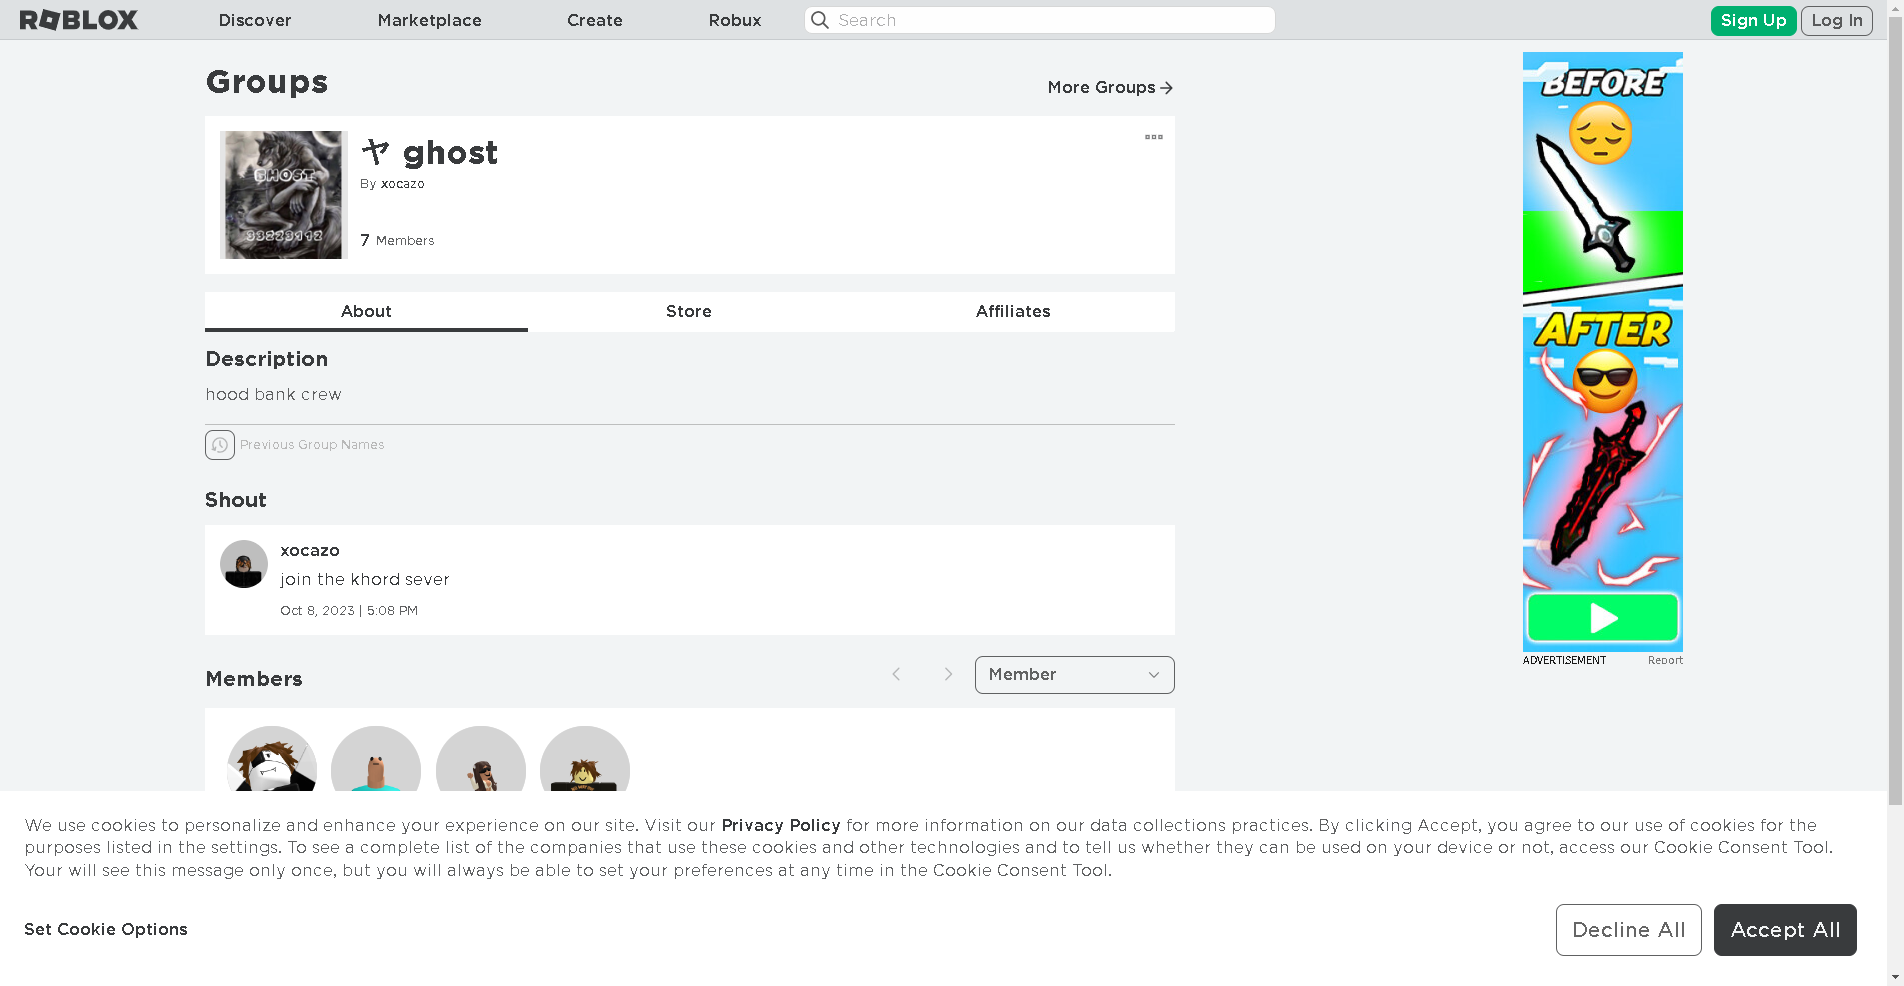 ROBLOX Discover Marketplace Create Robux Search Sign Up Log In
Groups
More Groups
GHOST
ヤ ghost
By xocazo
7 Members
About Store Affiliates
Description
hood bank crew
Previous Group Names
Shout
xocazo
join the khord sever
Oct 8, 2023 | 5:08 PM
Members
Member
BEFORE
AFTER
ADVERTISEMENT Report
We use cookies to personalize and enhance your experience on our site. Visit our Privacy Policy for more information on our data collections practices. By clicking Accept, you agree to our use of cookies for the
purposes listed in the settings. To see a complete list of the companies that use these cookies and other technologies and to tell us whether they can be used on your device or not, access our Cookie Consent Tool.
Your will see this message only once, but you will always be able to set your preferences at any time in the Cookie Consent Tool.
Set Cookie Options
Decline All
Accept All